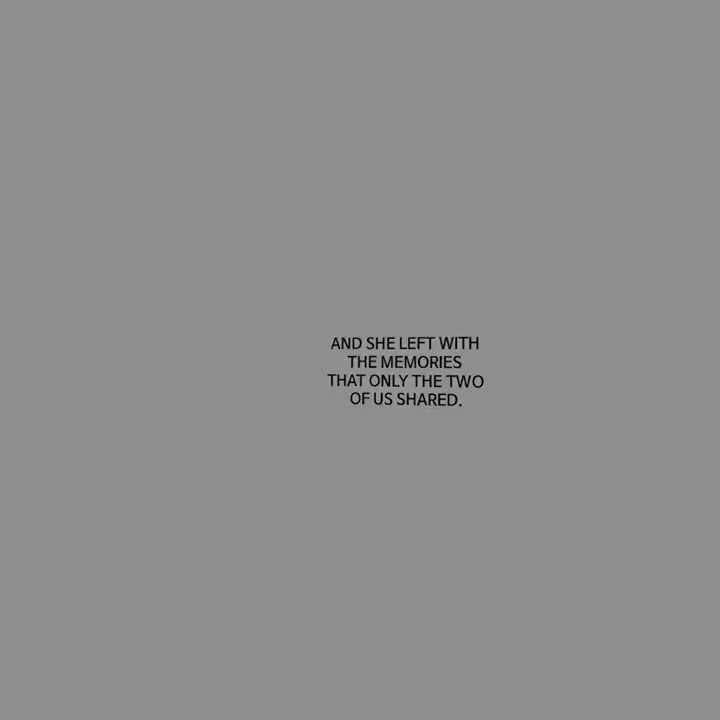 AND SHE LEFT WITH
THE MEMORIES
THAT ONLY THE TWO
OF US SHARED.